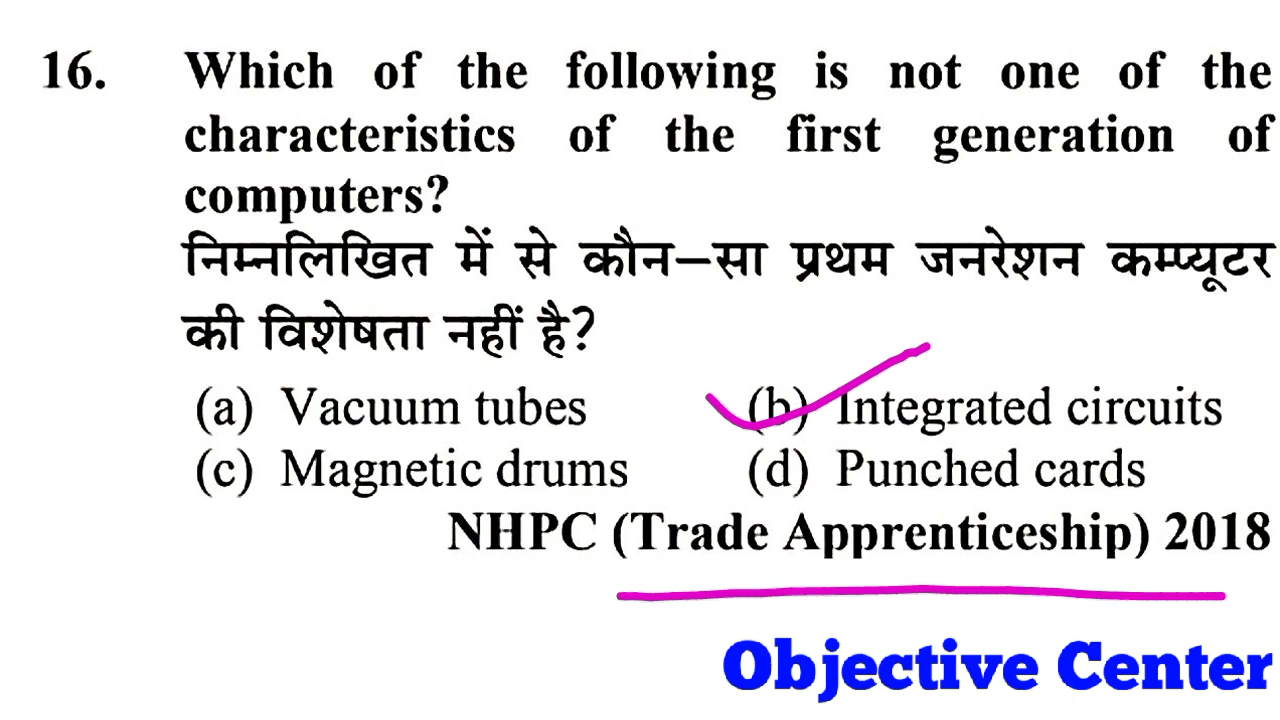 16. Which of the following is not one of the
characteristics of the first generation of
computers?
निम्नलिखित में से कौन–सा प्रथम जनरेशन कम्प्यूटर
की विशेषता नहीं है?
(a) Vacuum tubes (b) Integrated circuits
(c) Magnetic drums (d) Punched cards
NHPC (Trade Apprenticeship) 2018
Objective Center